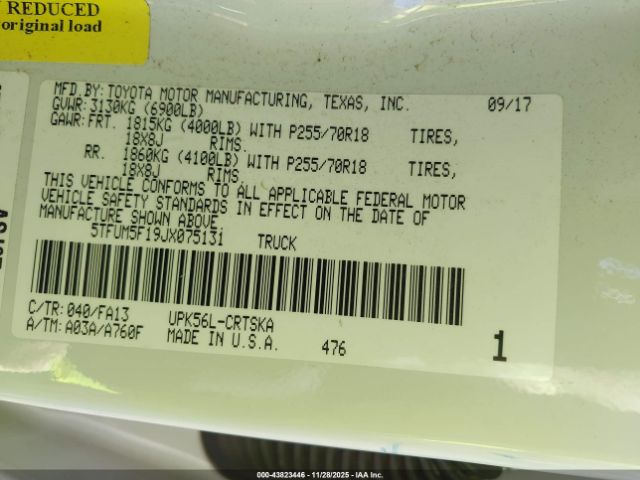 REDUCED
original load
MFD.BY: TOYOTA MOTOR MANUFACTURING, TEXAS, INC. 09/17
GVWR: 3130KG (6900LB)
GAWR: FRT. 1815KG (4000LB) WITH P255/70R18 TIRES,
18X8J RIMS.
RR. 1860KG (4100LB) WITH P255/70R18 TIRES,
18X8J RIMS.
THIS VEHICLE CONFORMS TO ALL APPLICABLE FEDERAL MOTOR
VEHICLE SAFETY STANDARDS IN EFFECT ON THE DATE OF
MANUFACTURE SHOWN ABOVE
5TFUM5F19JX075131 TRUCK
C/TR: 040/FA13 UPK56L-CRTSKA
A/TM: A03A/A760F MADE IN U.S.A. 476 1
000-43823446 - 11/28/2025 - IAA Inc.